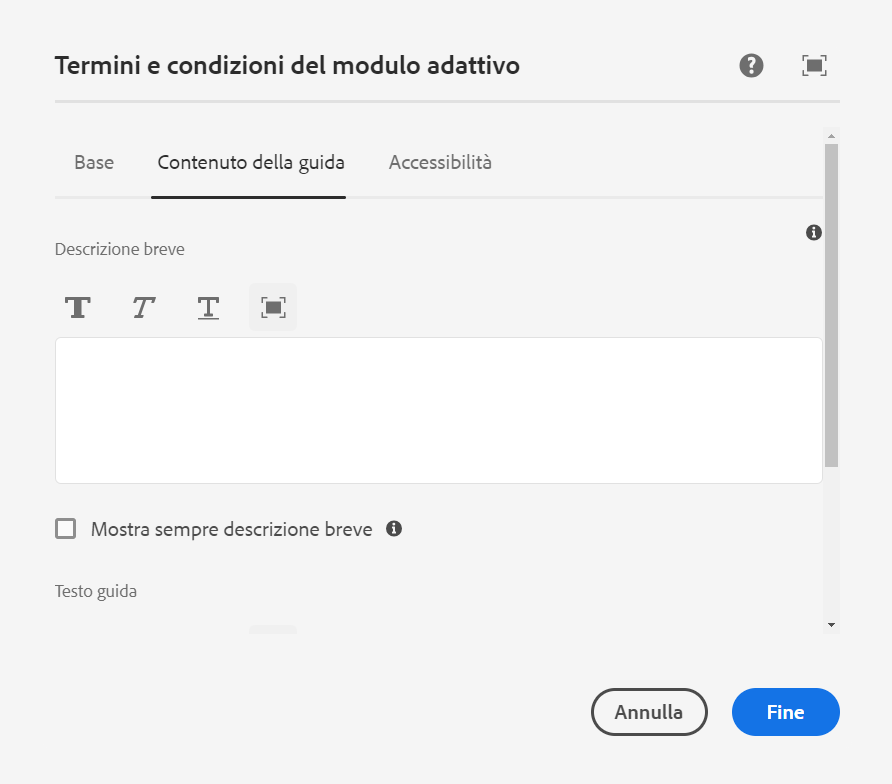 Termini e condizioni del modulo adattivo
Base Contenuto della guida Accessibilità
Descrizione breve
T T T
Mostra sempre descrizione breve
Testo guida
Annulla Fine